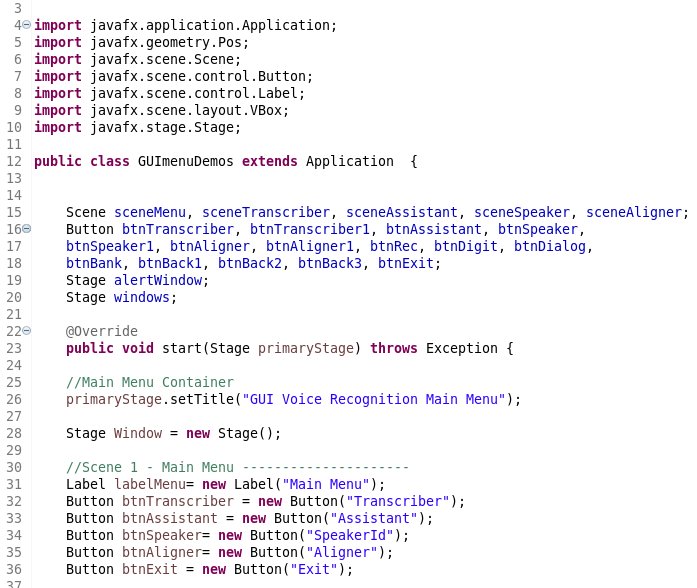 3
4 import javafx.application.Application;
5 import javafx.geometry.Pos;
6 import javafx.scene.Scene;
7 import javafx.scene.control.Button;
8 import javafx.scene.control.Label;
9 import javafx.scene.layout.VBox;
10 import javafx.stage.Stage;
11
12 public class GUImenuDemos extends Application  {
13
14
15     Scene sceneMenu, sceneTranscriber, sceneAssistant, sceneSpeaker, sceneAligner;
16     Button btnTranscriber, btnTranscriber1, btnAssistant, btnSpeaker,
17     btnSpeaker1, btnAligner, btnAligner1, btnRec, btnDigit, btnDialog,
18     btnBank, btnBack1, btnBack2, btnBack3, btnExit;
19     Stage alertWindow;
20     Stage windows;
21
22     @Override
23     public void start(Stage primaryStage) throws Exception {
24
25     //Main Menu Container
26     primaryStage.setTitle("GUI Voice Recognition Main Menu");
27
28     Stage Window = new Stage();
29
30     //Scene 1 - Main Menu ---------------------
31     Label labelMenu= new Label("Main Menu");
32     Button btnTranscriber = new Button("Transcriber");
33     Button btnAssistant = new Button("Assistant");
34     Button btnSpeaker= new Button("SpeakerId");
35     Button btnAligner= new Button("Aligner");
36     Button btnExit = new Button("Exit");
37